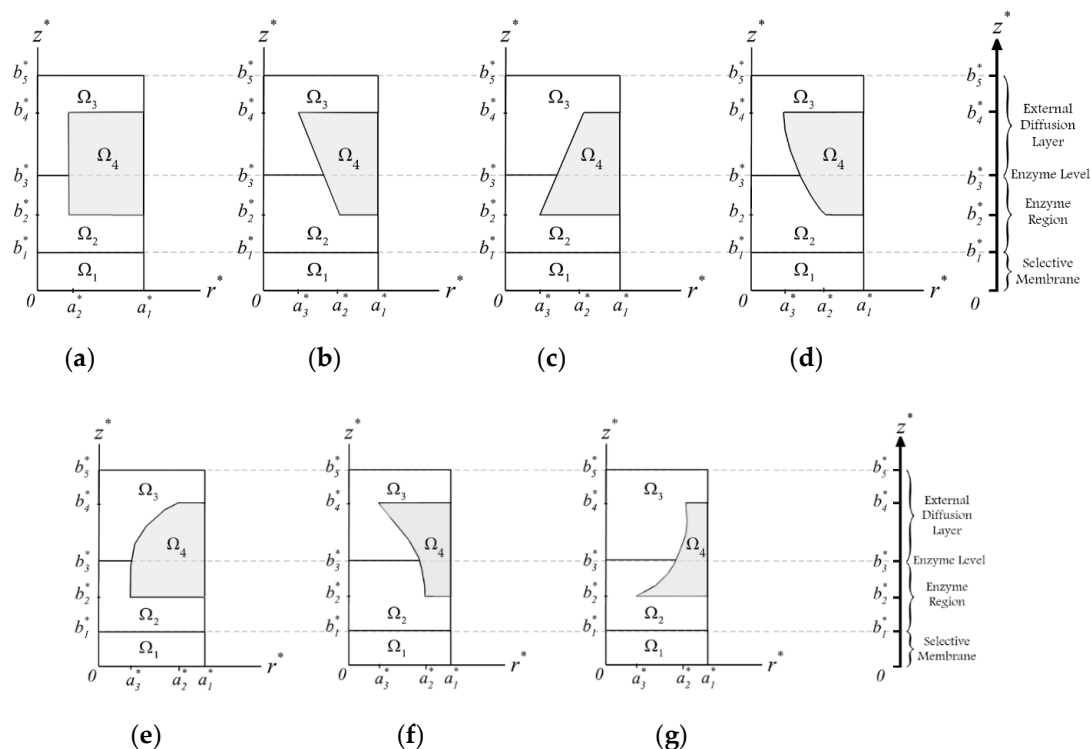 z* z* z* z* z*
b₅* b₅* b₅* b₅* b₅*
Ω₃ Ω₃ Ω₃ Ω₃
b₄* b₄* b₄* b₄* b₄*
External
Diffusion
Layer
Ω₄ Ω₄ Ω₄ Ω₄
b₃* b₃* b₃* b₃* b₃* Enzyme Level
b₂* b₂* b₂* b₂ b₂* Enzyme
Region
Ω₂ Ω₂ Ω₂ Ω₂
b₁* b₁* b₁* b₁* b₁*
Ω₁ Ω₁ Ω₁ Ω₁ Selective
Membrane
0 a₂* a₁* r* 0 a₃* a₂* a₁* r* 0 a₃* a₂* a₁* r* 0 a₃* a₂* a₁* r* 0
(a) (b) (c) (d)
z* z* z* z*
b₅* b₅* b₅* b₅*
Ω₃ Ω₃ Ω₃
b₄* b₄* b₄* b₄*
External
Diffusion
Layer
Ω₄ Ω₄ Ω₄
b₃* b₃* b₃* b₃* Enzyme Level
b₂* b₂* b₂* b₂* Enzyme
Region
Ω₂ Ω₂ Ω₂
b₁* b₁* b₁* b₁*
Ω₁ Ω₁ Ω₁ Selective
Membrane
0 a₃* a₂* a₁* r* 0 a₃* a₂* a₁* r* 0 a₃* a₂* a₁* r* 0
(e) (f) (g)